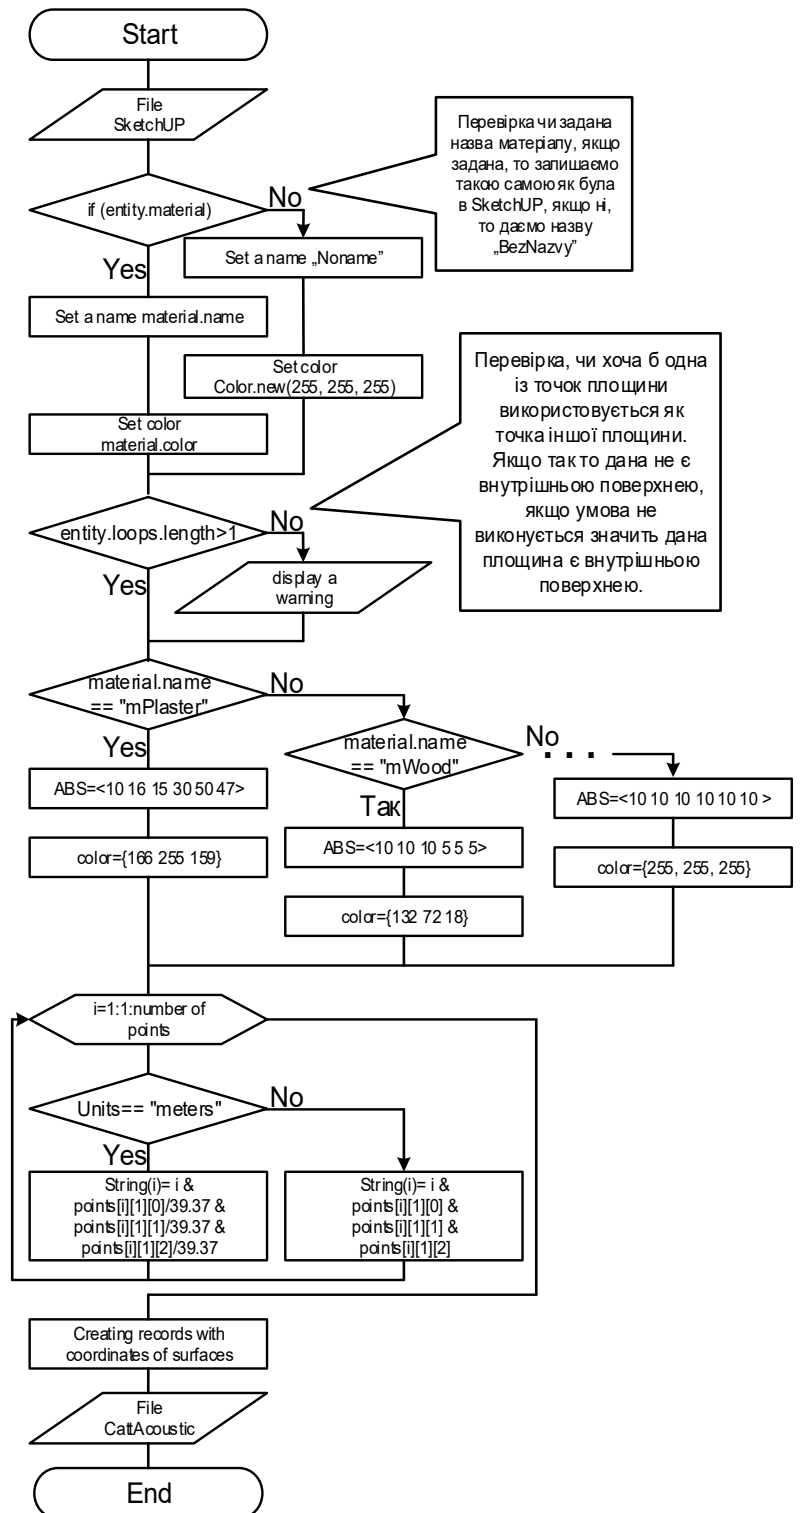 Start
File
SketchUP
Перевірка чи задана
назва матеріалу, якщо
задана, то залишаємо
такою самою як була
в SketchUP, якщо ні,
то даємо назву
„BezNazvy”
if (entity.material)
No
Yes
Set a name „Noname”
Set a name material.name
Set color
Color.new(255, 255, 255)
Set color
material.color
Перевірка, чи хоча б одна
із точок площини
використовується як
точка іншої площини.
Якщо так то дана не є
внутрішньою поверхнею,
якщо умова не
виконується значить дана
площина є внутрішньою
поверхнею.
entity.loops.length>1
No
Yes
display a
warning
material.name
== "mPlaster"
No
Yes
material.name
== "mWood"
No
. . .
Так
ABS=<10 16 15 30 50 47>
ABS=<10 10 10 5 5 5>
ABS=<10 10 10 10 10 10 >
color={166 255 159}
color={132 72 18}
color={255, 255, 255}
i=1:1:number of
points
Units== "meters"
No
Yes
String(i)= i &
points[i][1][0]/39.37 &
points[i][1][1]/39.37 &
points[i][1][2]/39.37
String(i)= i &
points[i][1][0] &
points[i][1][1] &
points[i][1][2]
Creating records with
coordinates of surfaces
File
CattAcoustic
End